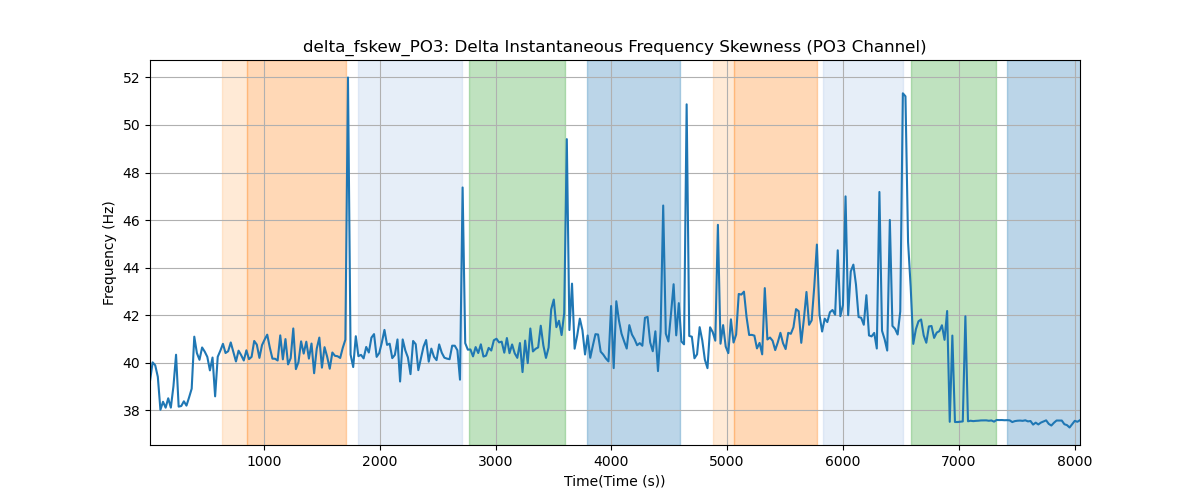 delta_fskew_PO3: Delta Instantaneous Frequency Skewness (PO3 Channel)
52
50
48
46
44
42
40
38
Frequency (Hz)
1000 2000 3000 4000 5000 6000 7000 8000
Time(Time (s))